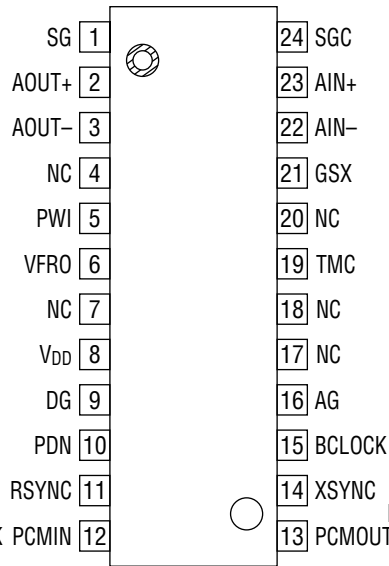 SG 1 24 SGC
AOUT+ 2 23 AIN+
AOUT– 3 22 AIN–
NC 4 21 GSX
PWI 5 20 NC
VFRO 6 19 TMC
NC 7 18 NC
VDD 8 17 NC
DG 9 16 AG
PDN 10 15 BCLOCK
RSYNC 11 14 XSYNC
PCMIN 12 13 PCMOUT